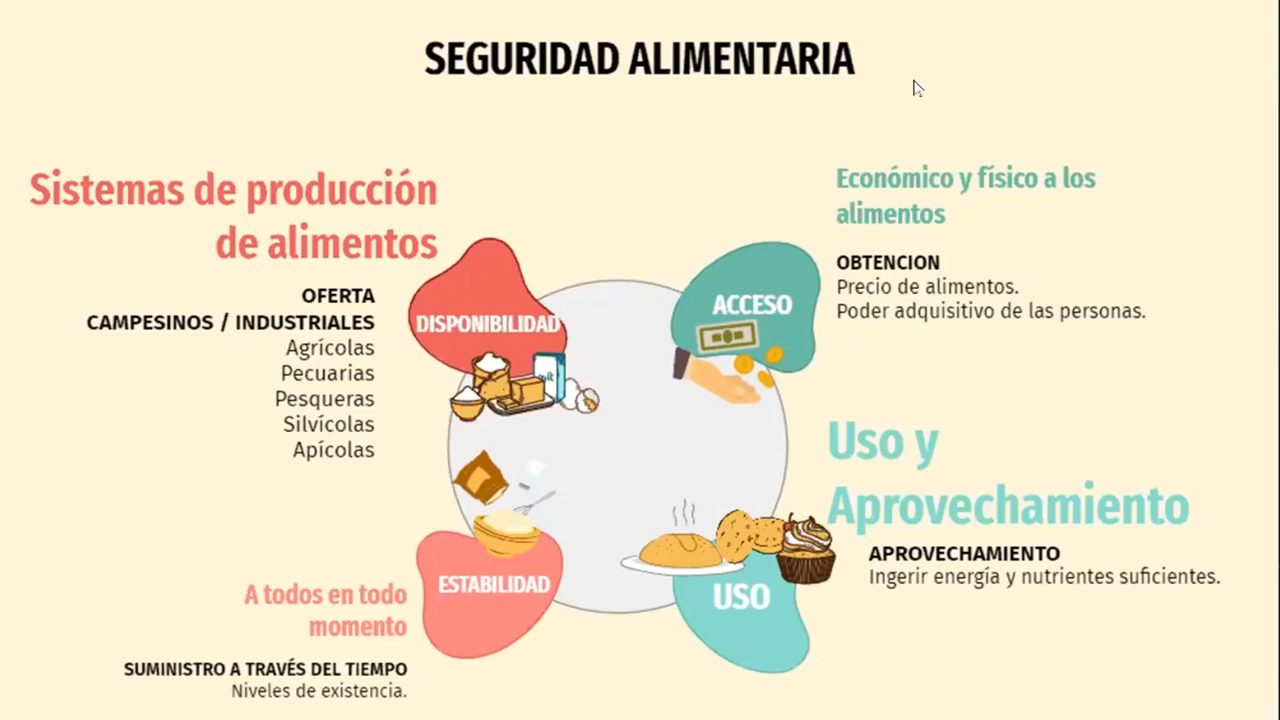 SEGURIDAD ALIMENTARIA
Sistemas de producción
de alimentos
OFERTA
CAMPESINOS / INDUSTRIALES
Agrícolas
Pecuarias
Pesqueras
Silvícolas
Apícolas
DISPONIBILIDAD
Económico y físico a los
alimentos
OBTENCION
Precio de alimentos.
Poder adquisitivo de las personas.
ACCESO
A todos en todo
momento
SUMINISTRO A TRAVÉS DEL TIEMPO
Niveles de existencia.
ESTABILIDAD
Uso y
Aprovechamiento
APROVECHAMIENTO
Ingerir energía y nutrientes suficientes.
USO